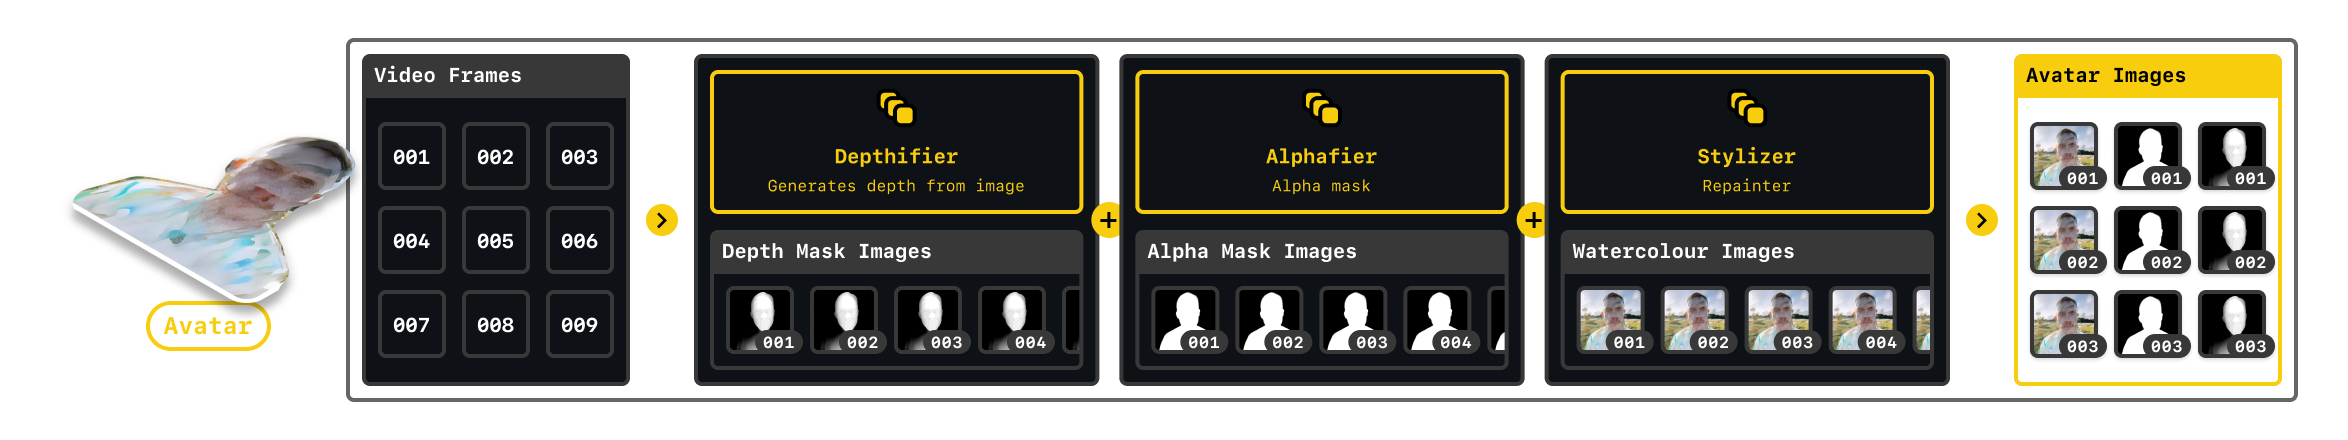 Avatar
Video Frames
001 002 003
004 005 006
007 008 009
Depthifier
Generates depth from image
Depth Mask Images
001 002 003 004
Alphafier
Alpha mask
Alpha Mask Images
001 002 003 004
Stylizer
Repainter
Watercolour Images
001 002 003 004
Avatar Images
001 001 001
002 002 002
003 003 003